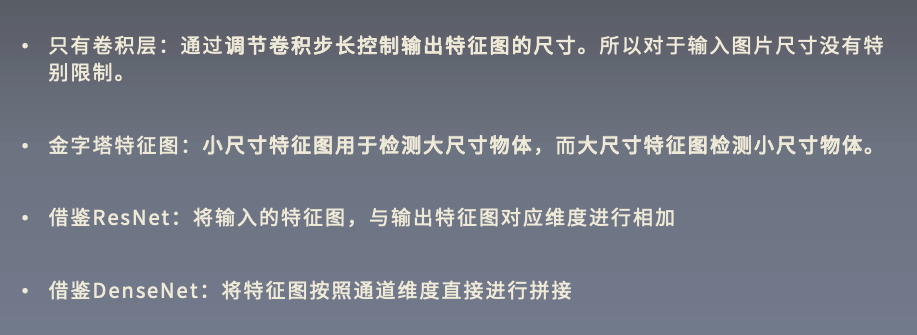 • 只有卷积层：通过调节卷积步长控制输出特征图的尺寸。所以对于输入图片尺寸没有特
别限制。
• 金字塔特征图：小尺寸特征图用于检测大尺寸物体，而大尺寸特征图检测小尺寸物体。
• 借鉴ResNet：将输入的特征图，与输出特征图对应维度进行相加
• 借鉴DenseNet：将特征图按照通道维度直接进行拼接